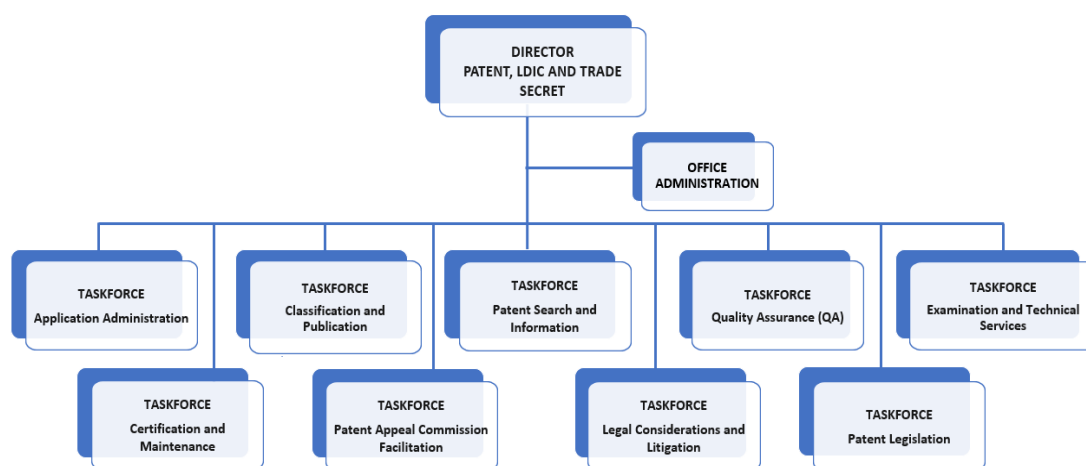 DIRECTOR
PATENT, LDIC AND TRADE
SECRET
OFFICE
ADMINISTRATION
TASKFORCE
Application Administration
TASKFORCE
Classification and
Publication
TASKFORCE
Patent Search and
Information
TASKFORCE
Quality Assurance (QA)
TASKFORCE
Examination and Technical
Services
TASKFORCE
Certification and
Maintenance
TASKFORCE
Patent Appeal Commission
Facilitation
TASKFORCE
Legal Considerations and
Litigation
TASKFORCE
Patent Legislation